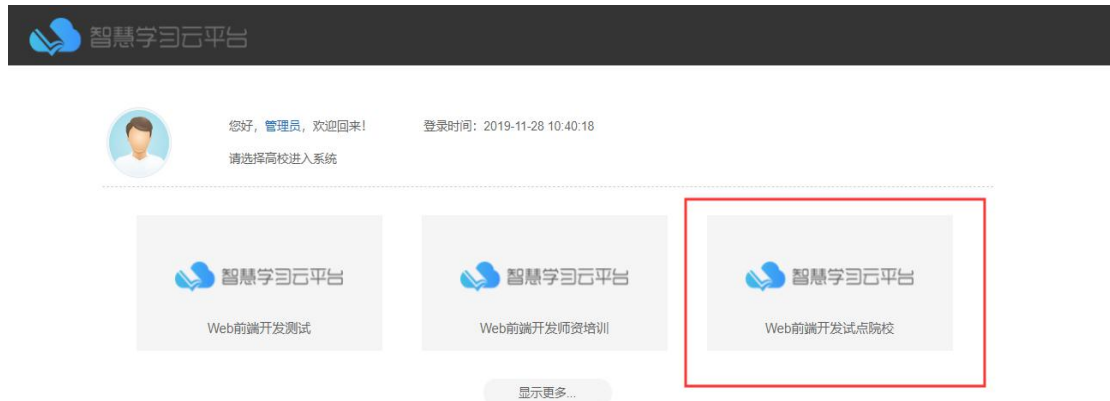 智慧学习云平台
您好，管理员，欢迎回来！ 登录时间：2019-11-28 10:40:18
请选择高校进入系统
智慧学习云平台 智慧学习云平台 智慧学习云平台
Web前端开发测试 Web前端开发师资培训 Web前端开发试点院校
显示更多...